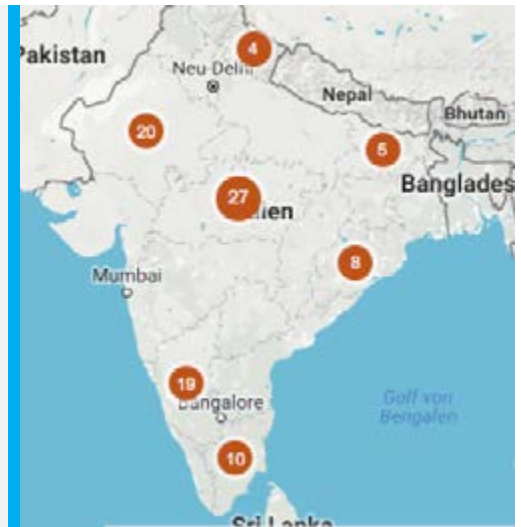 4
Pakistan
Neu Delhi
Nepal
Bhutan
20
5
Banglades
27
ien
8
Mumbai
19
Bangalore
Golf von
Bengalen
10
Sri Lanka